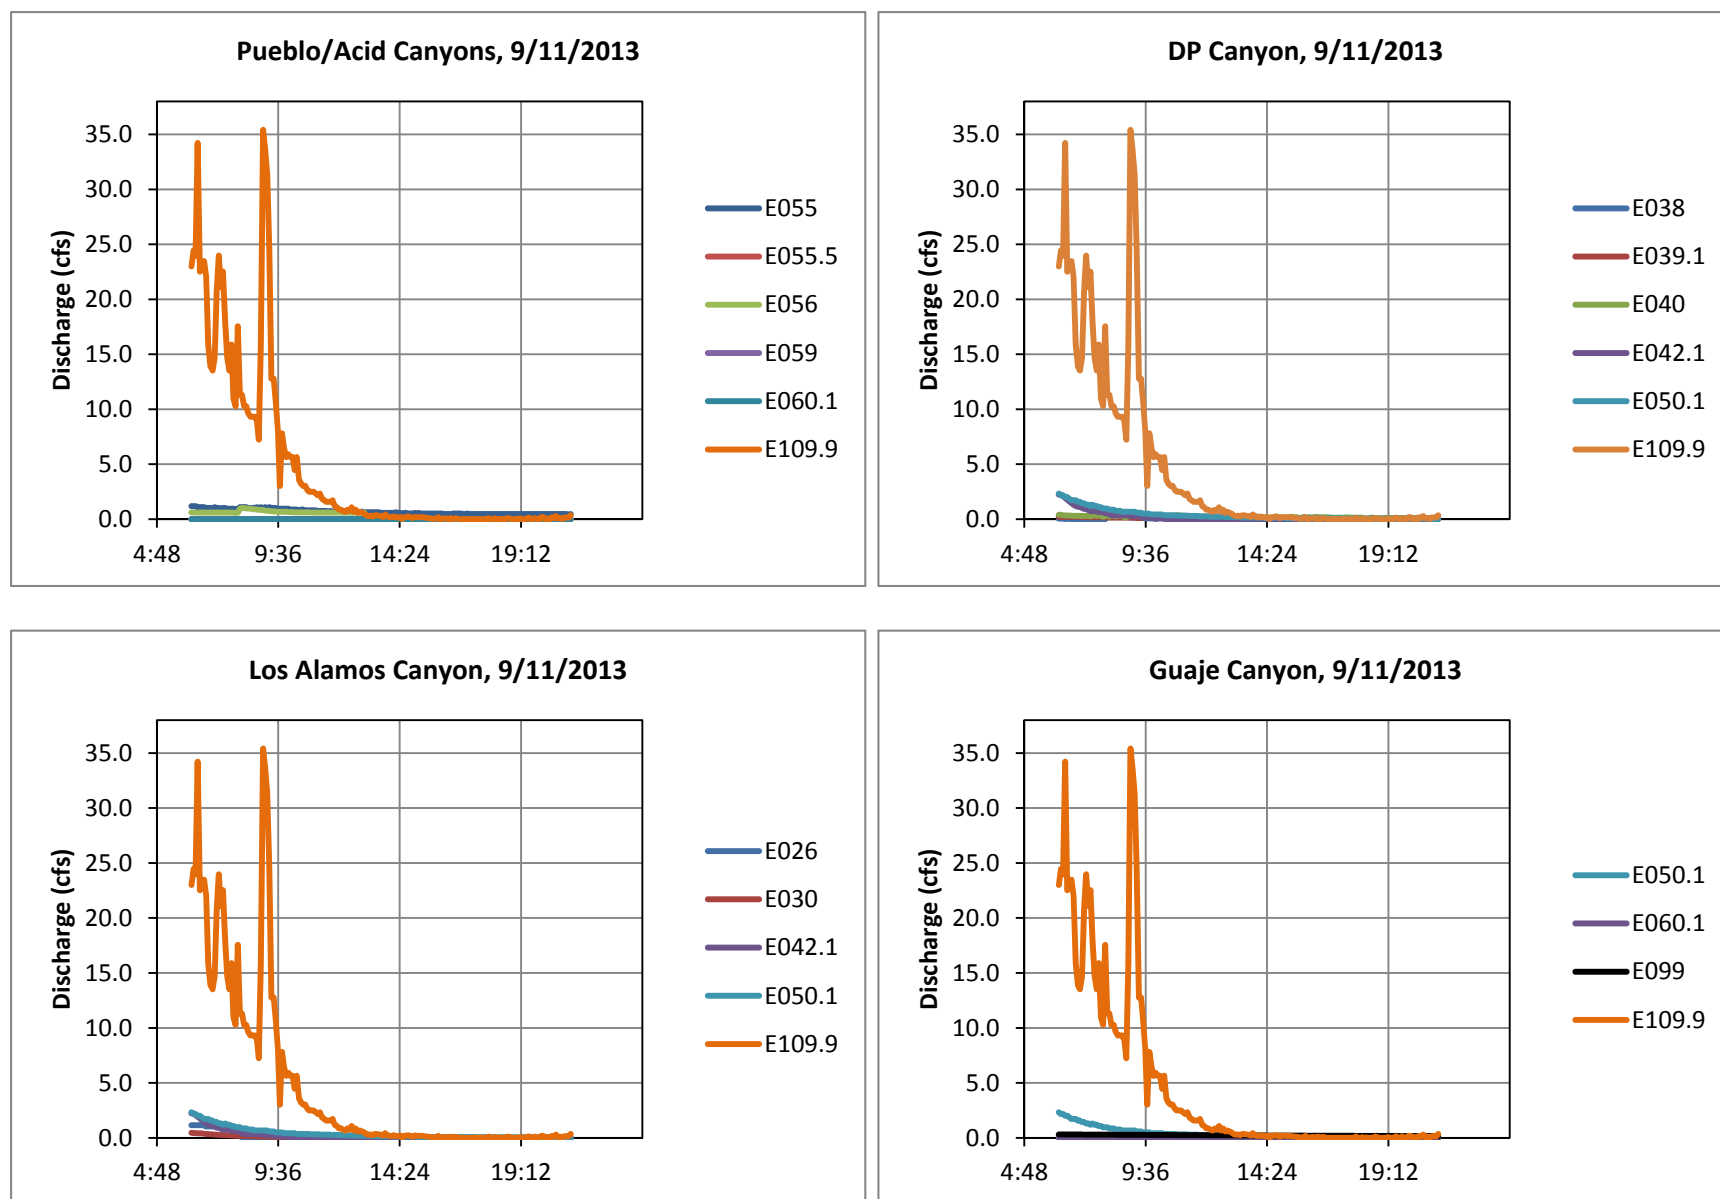 Pueblo/Acid Canyons, 9/11/2013
Discharge (cfs)
35.0
30.0
25.0
20.0
15.0
10.0
5.0
0.0
4:48 9:36 14:24 19:12
E055
E055.5
E056
E059
E060.1
E109.9
DP Canyon, 9/11/2013
Discharge (cfs)
35.0
30.0
25.0
20.0
15.0
10.0
5.0
0.0
4:48 9:36 14:24 19:12
E038
E039.1
E040
E042.1
E050.1
E109.9
Los Alamos Canyon, 9/11/2013
Discharge (cfs)
35.0
30.0
25.0
20.0
15.0
10.0
5.0
0.0
4:48 9:36 14:24 19:12
E026
E030
E042.1
E050.1
E109.9
Guaje Canyon, 9/11/2013
Discharge (cfs)
35.0
30.0
25.0
20.0
15.0
10.0
5.0
0.0
4:48 9:36 14:24 19:12
E050.1
E060.1
E099
E109.9